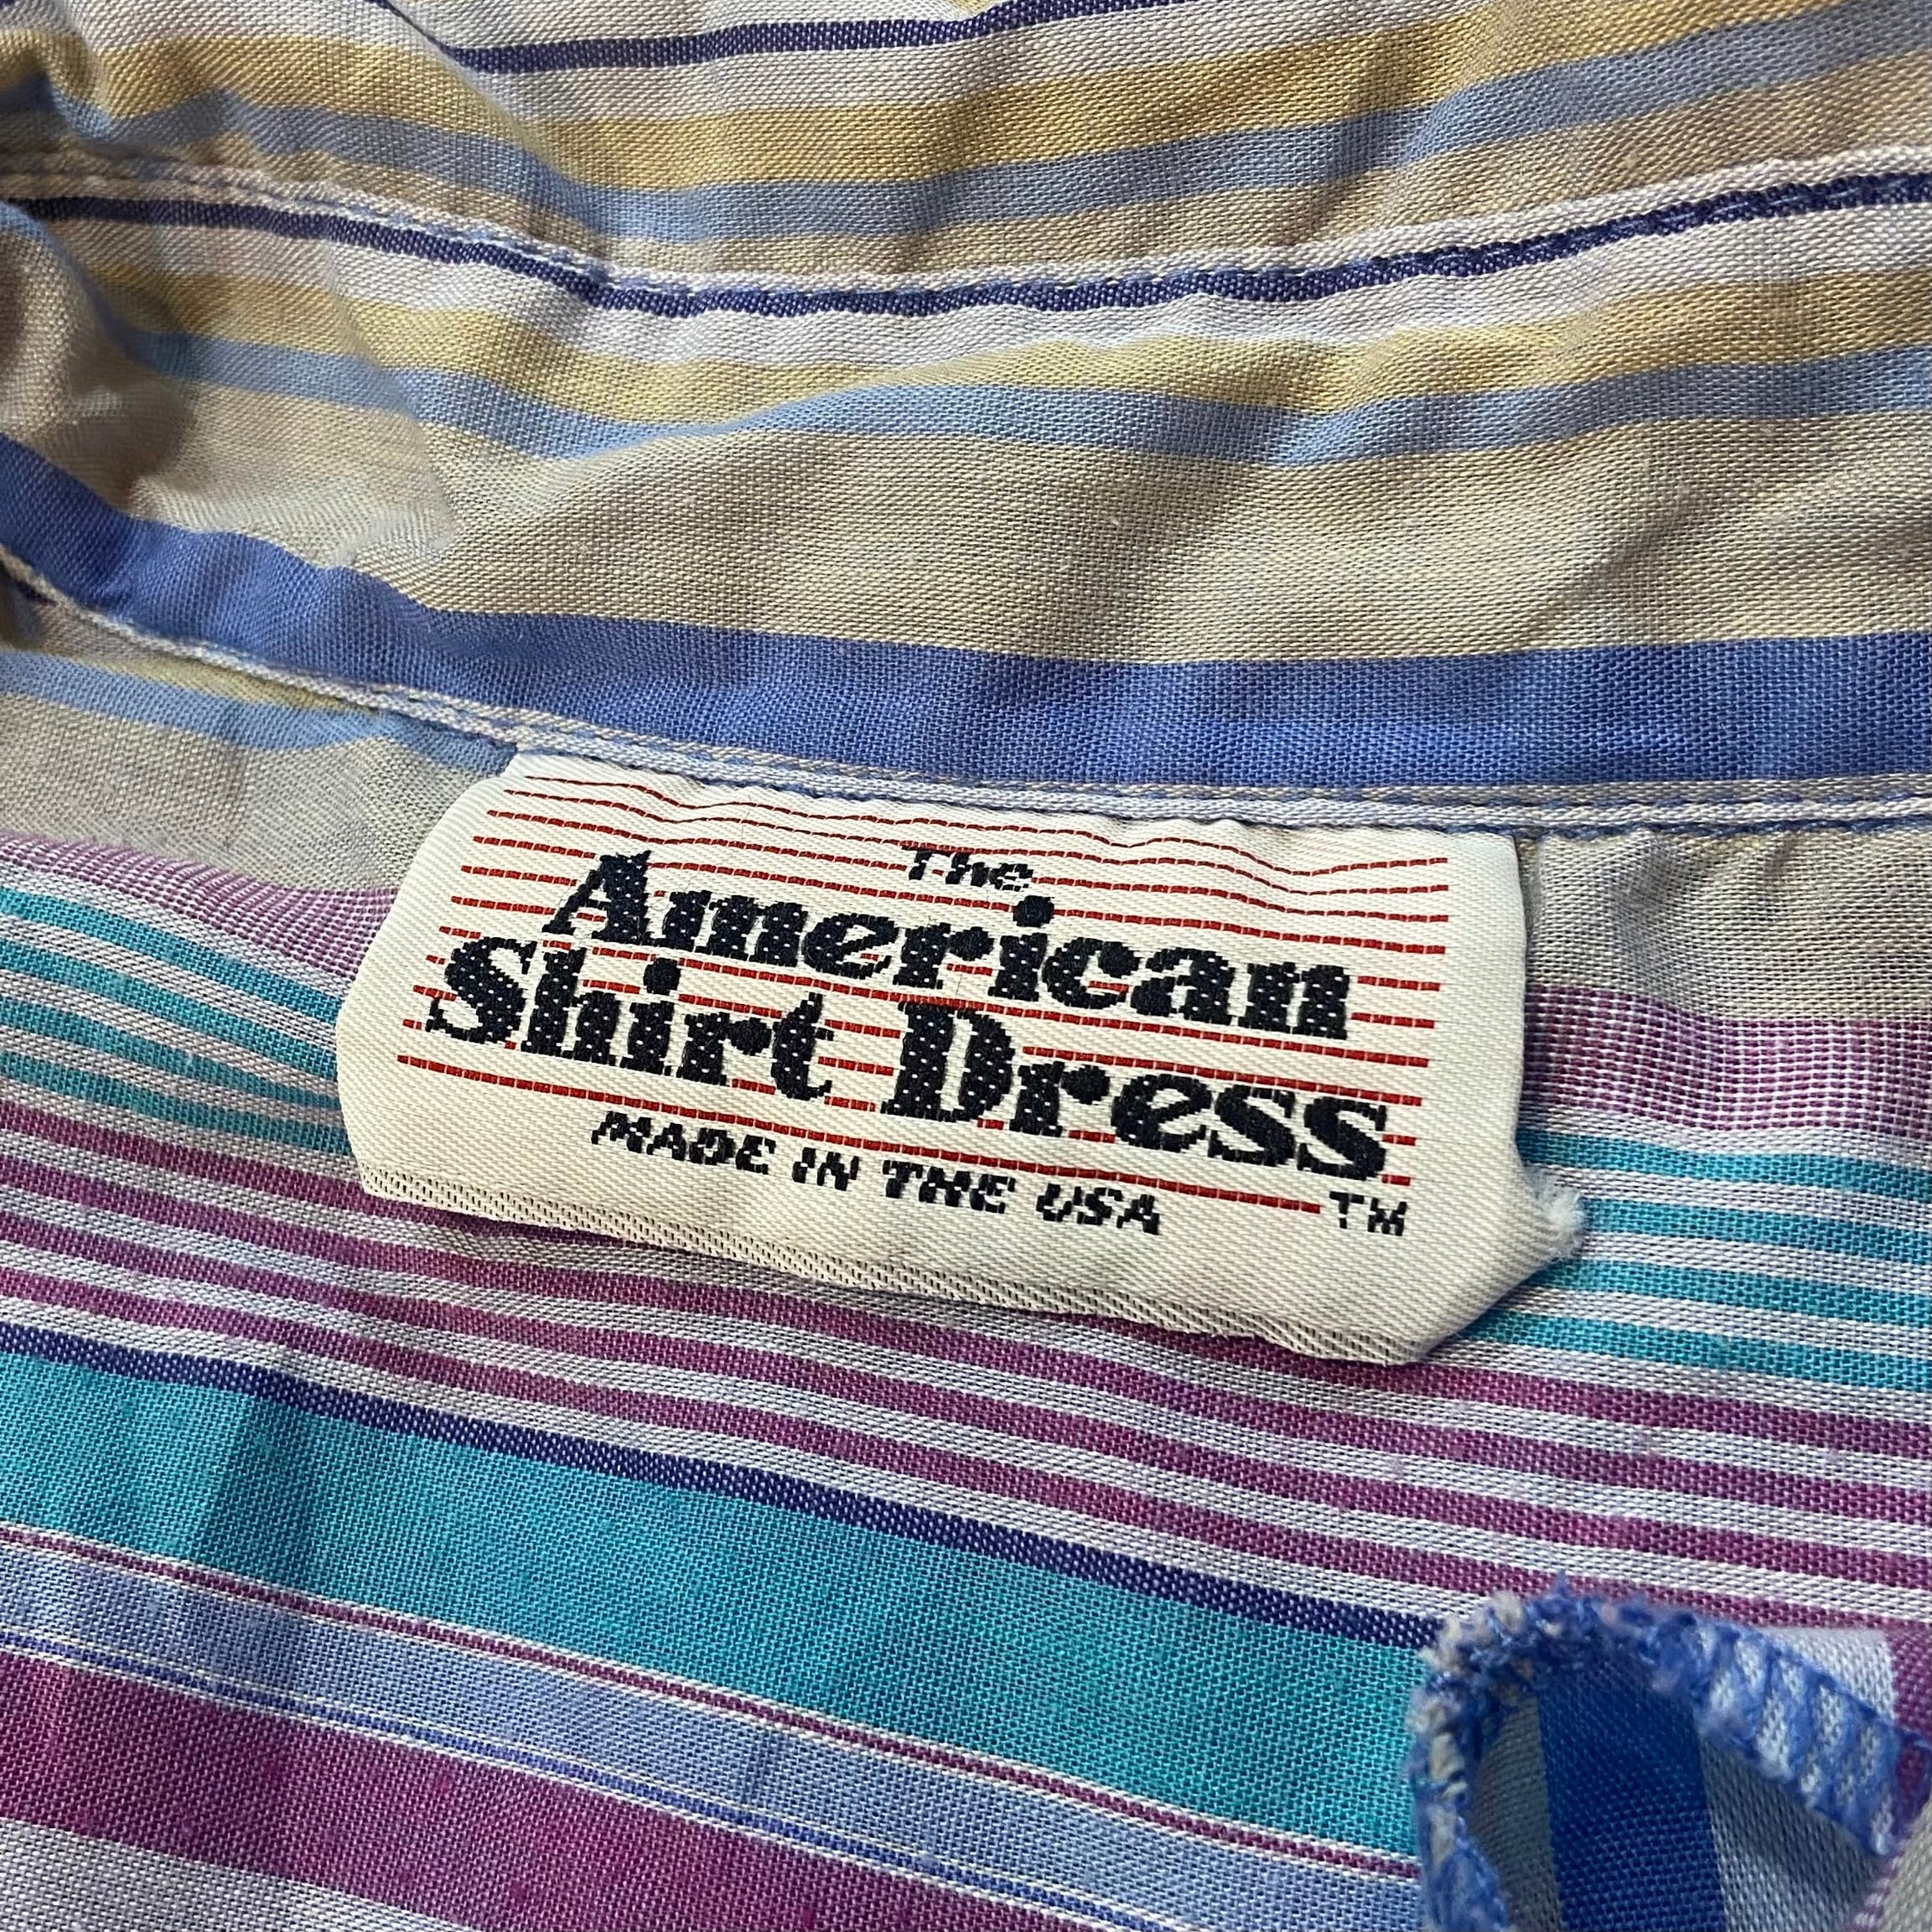 The
American
Shirt Dress
MADE IN THE USA TM